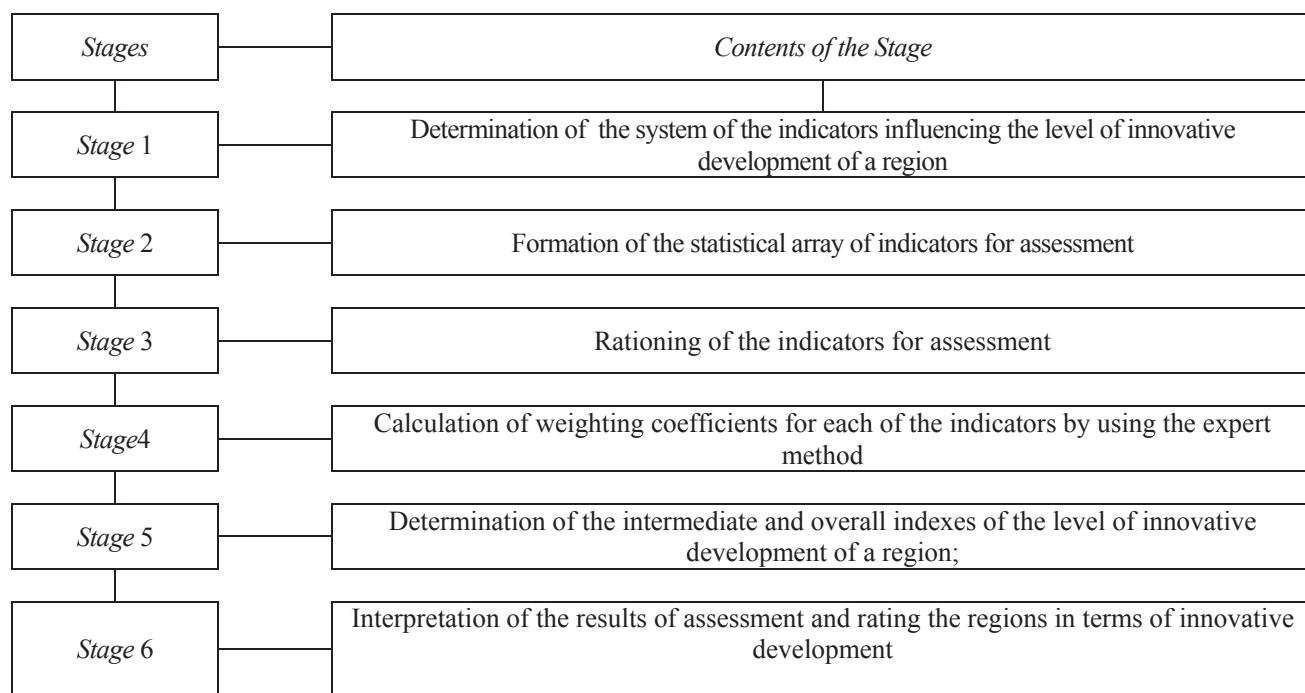 Stages
Contents of the Stage
Stage 1
Determination of the system of the indicators influencing the level of innovative
development of a region
Stage 2
Formation of the statistical array of indicators for assessment
Stage 3
Rationing of the indicators for assessment
Stage4
Calculation of weighting coefficients for each of the indicators by using the expert
method
Stage 5
Determination of the intermediate and overall indexes of the level of innovative
development of a region;
Stage 6
Interpretation of the results of assessment and rating the regions in terms of innovative
development